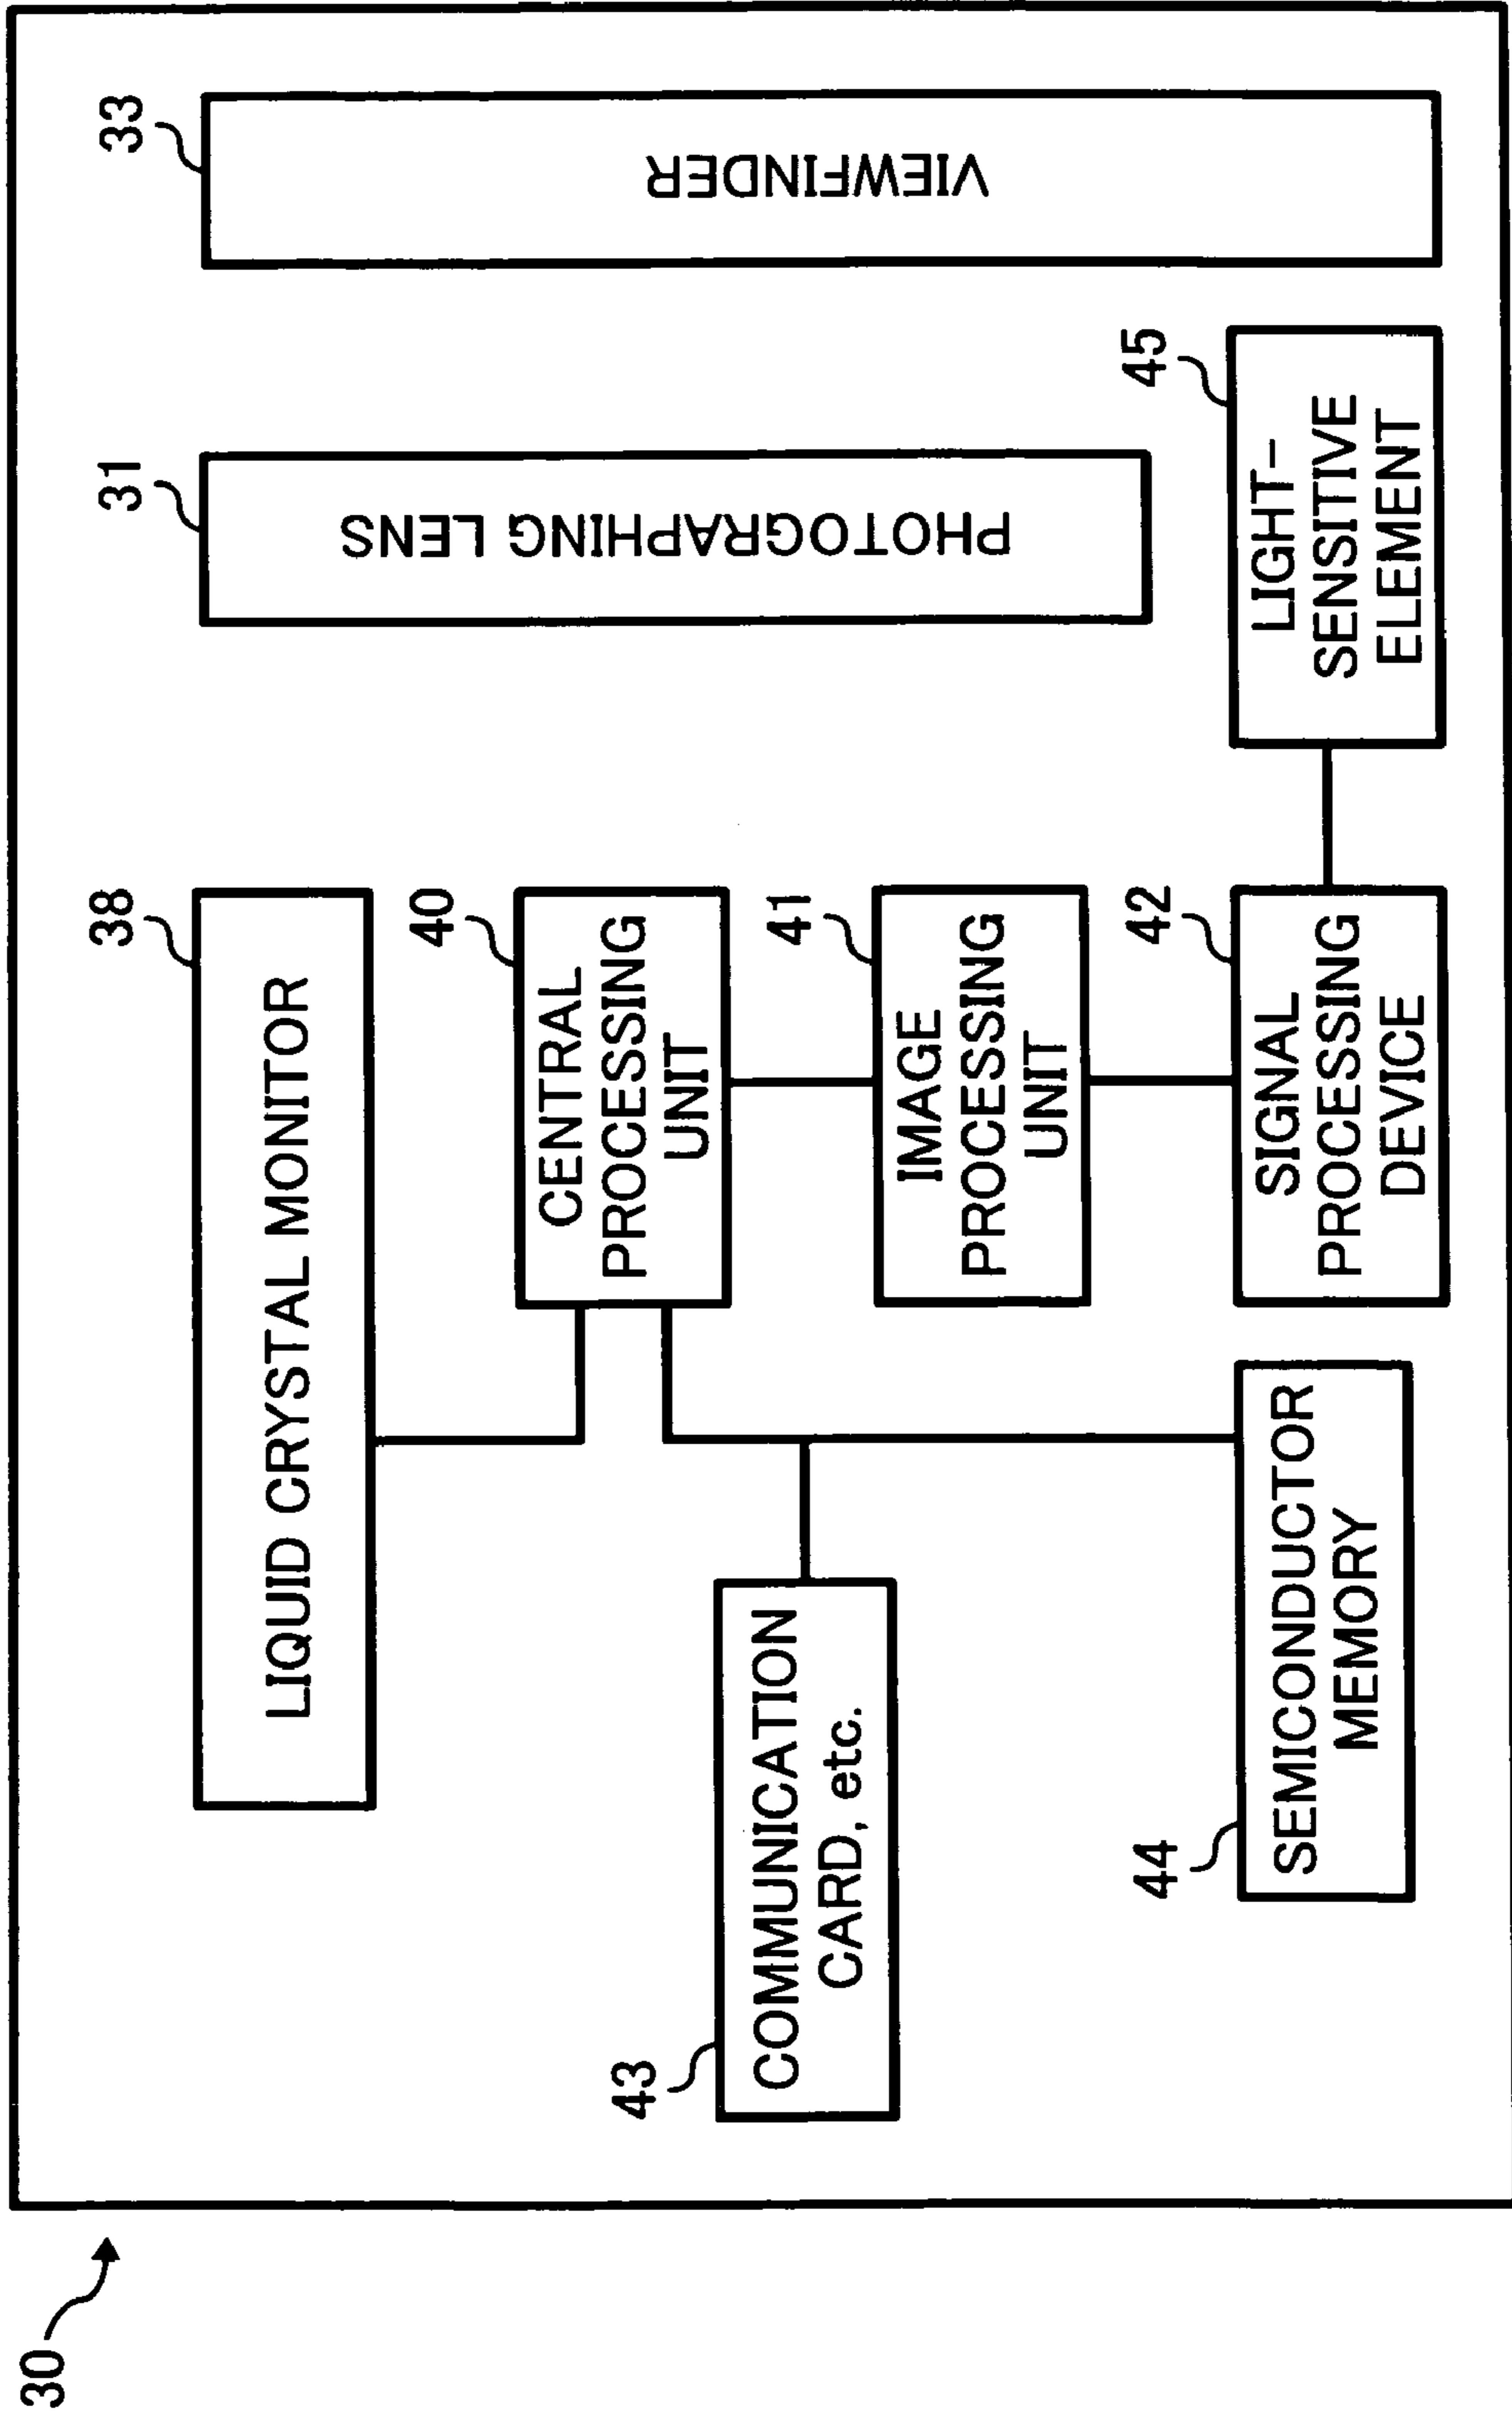 30
38
LIQUID CRYSTAL MONITOR
31
PHOTOGRAPHING LENS
33
VIEWFINDER
40
CENTRAL
PROCESSING
UNIT
43
COMMUNICATION
CARD, etc.
41
IMAGE
PROCESSING
UNIT
44
SEMICONDUCTOR
MEMORY
42
SIGNAL
PROCESSING
DEVICE
45
LIGHT-
SENSITIVE
ELEMENT